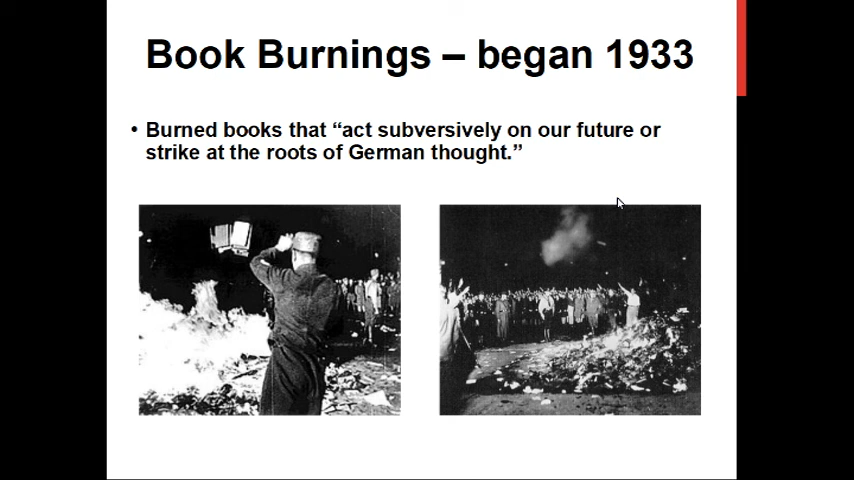 Book Burnings – began 1933
• Burned books that “act subversively on our future or
strike at the roots of German thought.”